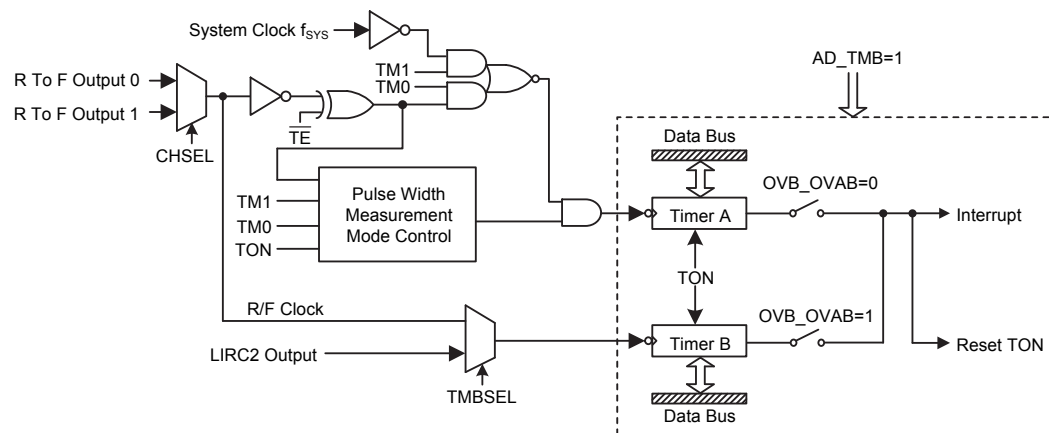 System Clock fSYS
AD_TMB=1
TM1
TM0
R To F Output 0
R To F Output 1
TE
CHSEL
Data Bus
Pulse Width
Measurement
Mode Control
TM1
TM0
TON
OVB_OVAB=0
Timer A
Interrupt
TON
R/F Clock
OVB_OVAB=1
LIRC2 Output
Timer B
Reset TON
TMBSEL
Data Bus